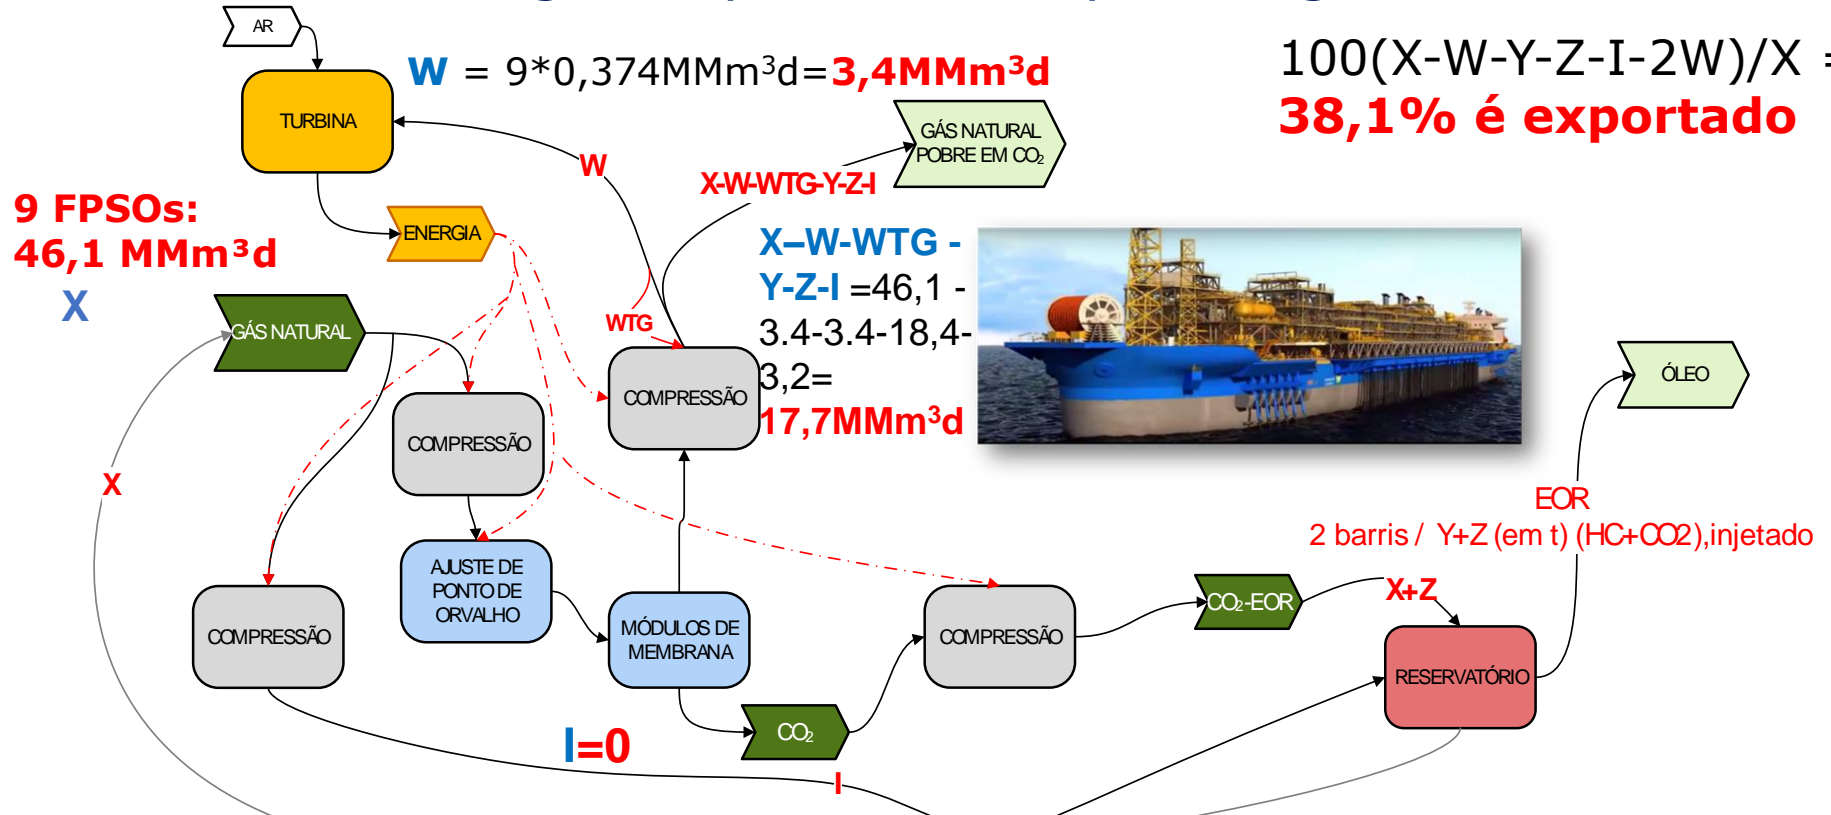 AR
W = 9*0,374MMm³d=3,4MMm³d
100(X-W-Y-Z-I-2W)/X =
38,1% é exportado
TURBINA
GÁS NATURAL
POBRE EM CO₂
W
X-W-WTG-Y-Z-I
9 FPSOs:
46,1 MMm³d
X
ENERGIA
X–W-WTG -
Y-Z-I =46,1 -
3.4-3.4-18,4-
3,2=
17,7MMm³d
GÁS NATURAL
WTG
COMPRESSÃO
ÓLEO
COMPRESSÃO
X
EOR
2 barris / Y+Z (em t) (HC+CO2),injetado
AJUSTE DE
PONTO DE
ORVALHO
COMPRESSÃO
MÓDULOS DE
MEMBRANA
COMPRESSÃO
CO₂-EOR
X+Z
RESERVATÓRIO
CO₂
I=0
I